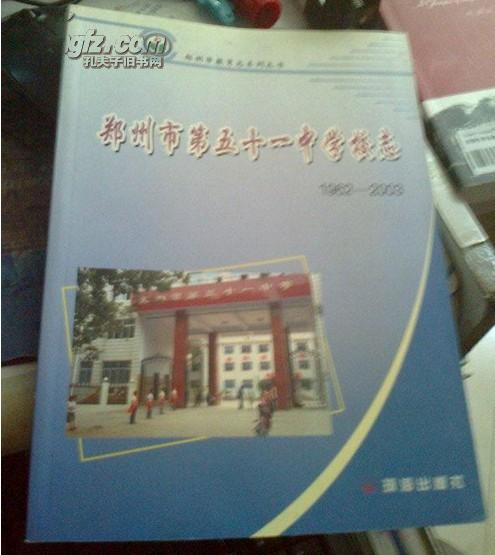 gfz.com
孔夫子旧书网
郑州市教育志系列丛书
郑州市第五十一中学校志
1962—2003
郑州市第五十一中学